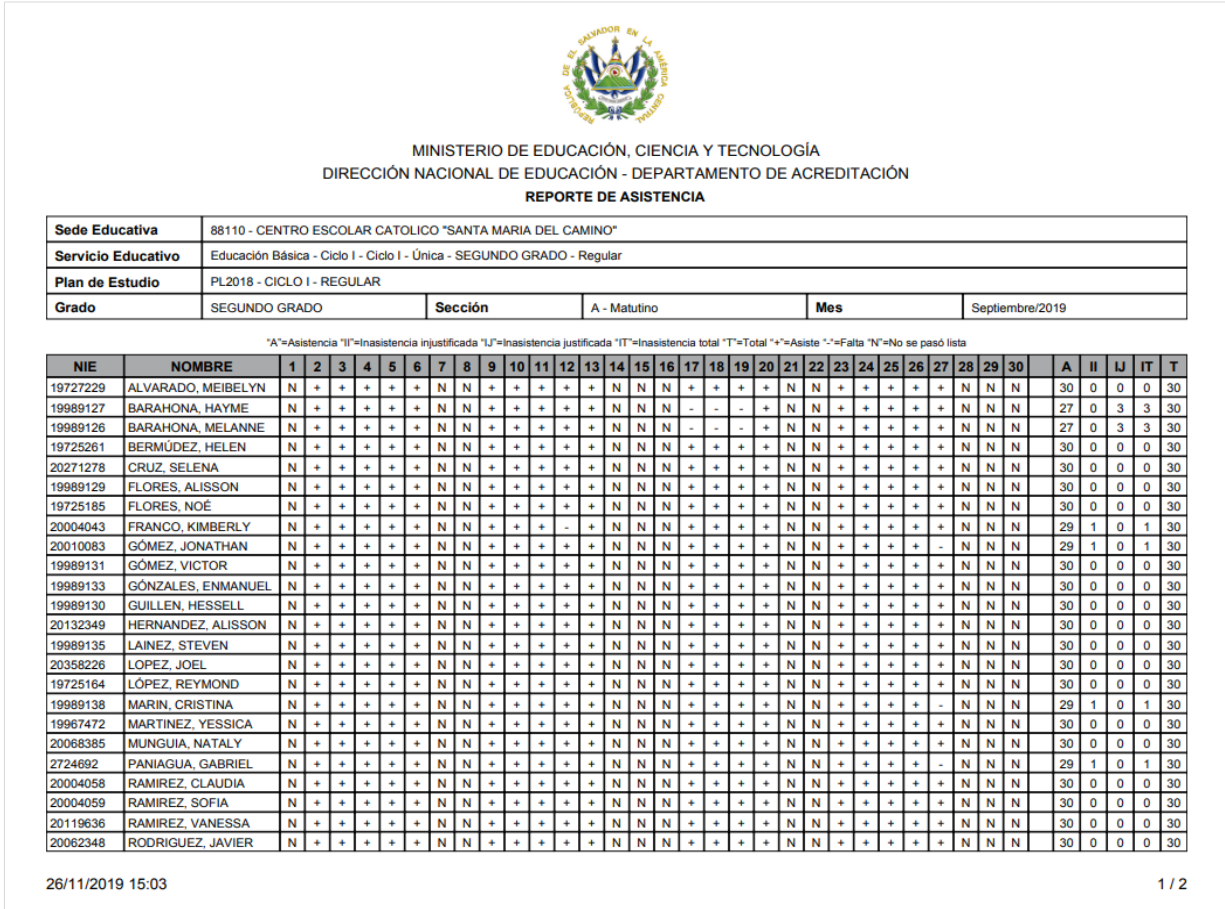 REPÚBLICA DE EL SALVADOR EN LA AMÉRICA CENTRAL
MINISTERIO DE EDUCACIÓN, CIENCIA Y TECNOLOGÍA
DIRECCIÓN NACIONAL DE EDUCACIÓN - DEPARTAMENTO DE ACREDITACIÓN
REPORTE DE ASISTENCIA
Sede Educativa 88110 - CENTRO ESCOLAR CATOLICO "SANTA MARIA DEL CAMINO"
Servicio Educativo Educación Básica - Ciclo I - Ciclo I - Única - SEGUNDO GRADO - Regular
Plan de Estudio PL2018 - CICLO I - REGULAR
Grado SEGUNDO GRADO Sección A - Matutino Mes Septiembre/2019
"A"=Asistencia "II"=Inasistencia injustificada "IJ"=Inasistencia justificada "IT"=Inasistencia total "T"=Total "+"=Asiste "-"=Falta "N"=No se pasó lista
NIE NOMBRE 1 2 3 4 5 6 7 8 9 10 11 12 13 14 15 16 17 18 19 20 21 22 23 24 25 26 27 28 29 30 A II IJ IT T
19727229 ALVARADO, MEIBELYN N + + + + + N N + + + + + N N N + + + + N N + + + + + N N N 30 0 0 0 30
19989127 BARAHONA, HAYME N + + + + + N N + + + + + N N N - - - + N N + + + + + N N N 27 0 3 3 30
19989126 BARAHONA, MELANNE N + + + + + N N + + + + + N N N - - - + N N + + + + + N N N 27 0 3 3 30
19725261 BERMÚDEZ, HELEN N + + + + + N N + + + + + N N N + + + + N N + + + + + N N N 30 0 0 0 30
20271278 CRUZ, SELENA N + + + + + N N + + + + + N N N + + + + N N + + + + + N N N 30 0 0 0 30
19989129 FLORES, ALISSON N + + + + + N N + + + + + N N N + + + + N N + + + + + N N N 30 0 0 0 30
19725185 FLORES, NOÉ N + + + + + N N + + + + + N N N + + + + N N + + + + + N N N 30 0 0 0 30
20004043 FRANCO, KIMBERLY N + + + + + N N + + + - + N N N + + + + N N + + + + + N N N 29 1 0 1 30
20010083 GÓMEZ, JONATHAN N + + + + + N N + + + + + N N N + + + + N N + + + + - N N N 29 1 0 1 30
19989131 GÓMEZ, VICTOR N + + + + + N N + + + + + N N N + + + + N N + + + + + N N N 30 0 0 0 30
19989133 GÓNZALES, ENMANUEL N + + + + + N N + + + + + N N N + + + + N N + + + + + N N N 30 0 0 0 30
19989130 GUILLEN, HESSELL N + + + + + N N + + + + + N N N + + + + N N + + + + + N N N 30 0 0 0 30
20132349 HERNANDEZ, ALISSON N + + + + + N N + + + + + N N N + + + + N N + + + + + N N N 30 0 0 0 30
19989135 LAINEZ, STEVEN N + + + + + N N + + + + + N N N + + + + N N + + + + + N N N 30 0 0 0 30
20358226 LOPEZ, JOEL N + + + + + N N + + + + + N N N + + + + N N + + + + + N N N 30 0 0 0 30
19725164 LÓPEZ, REYMOND N + + + + + N N + + + + + N N N + + + + N N + + + + + N N N 30 0 0 0 30
19989138 MARIN, CRISTINA N + + + + + N N + + + + + N N N + + + + N N + + + + - N N N 29 1 0 1 30
19967472 MARTINEZ, YESSICA N + + + + + N N + + + + + N N N + + + + N N + + + + + N N N 30 0 0 0 30
20068385 MUNGUIA, NATALY N + + + + + N N + + + + + N N N + + + + N N + + + + + N N N 30 0 0 0 30
2724692 PANIAGUA, GABRIEL N + + + + + N N + + + + + N N N + + + + N N + + + + - N N N 29 1 0 1 30
20004058 RAMIREZ, CLAUDIA N + + + + + N N + + + + + N N N + + + + N N + + + + + N N N 30 0 0 0 30
20004059 RAMIREZ, SOFIA N + + + + + N N + + + + + N N N + + + + N N + + + + + N N N 30 0 0 0 30
20119636 RAMIREZ, VANESSA N + + + + + N N + + + + + N N N + + + + N N + + + + + N N N 30 0 0 0 30
20062348 RODRIGUEZ, JAVIER N + + + + + N N + + + + + N N N + + + + N N + + + + + N N N 30 0 0 0 30
26/11/2019 15:03 1 / 2